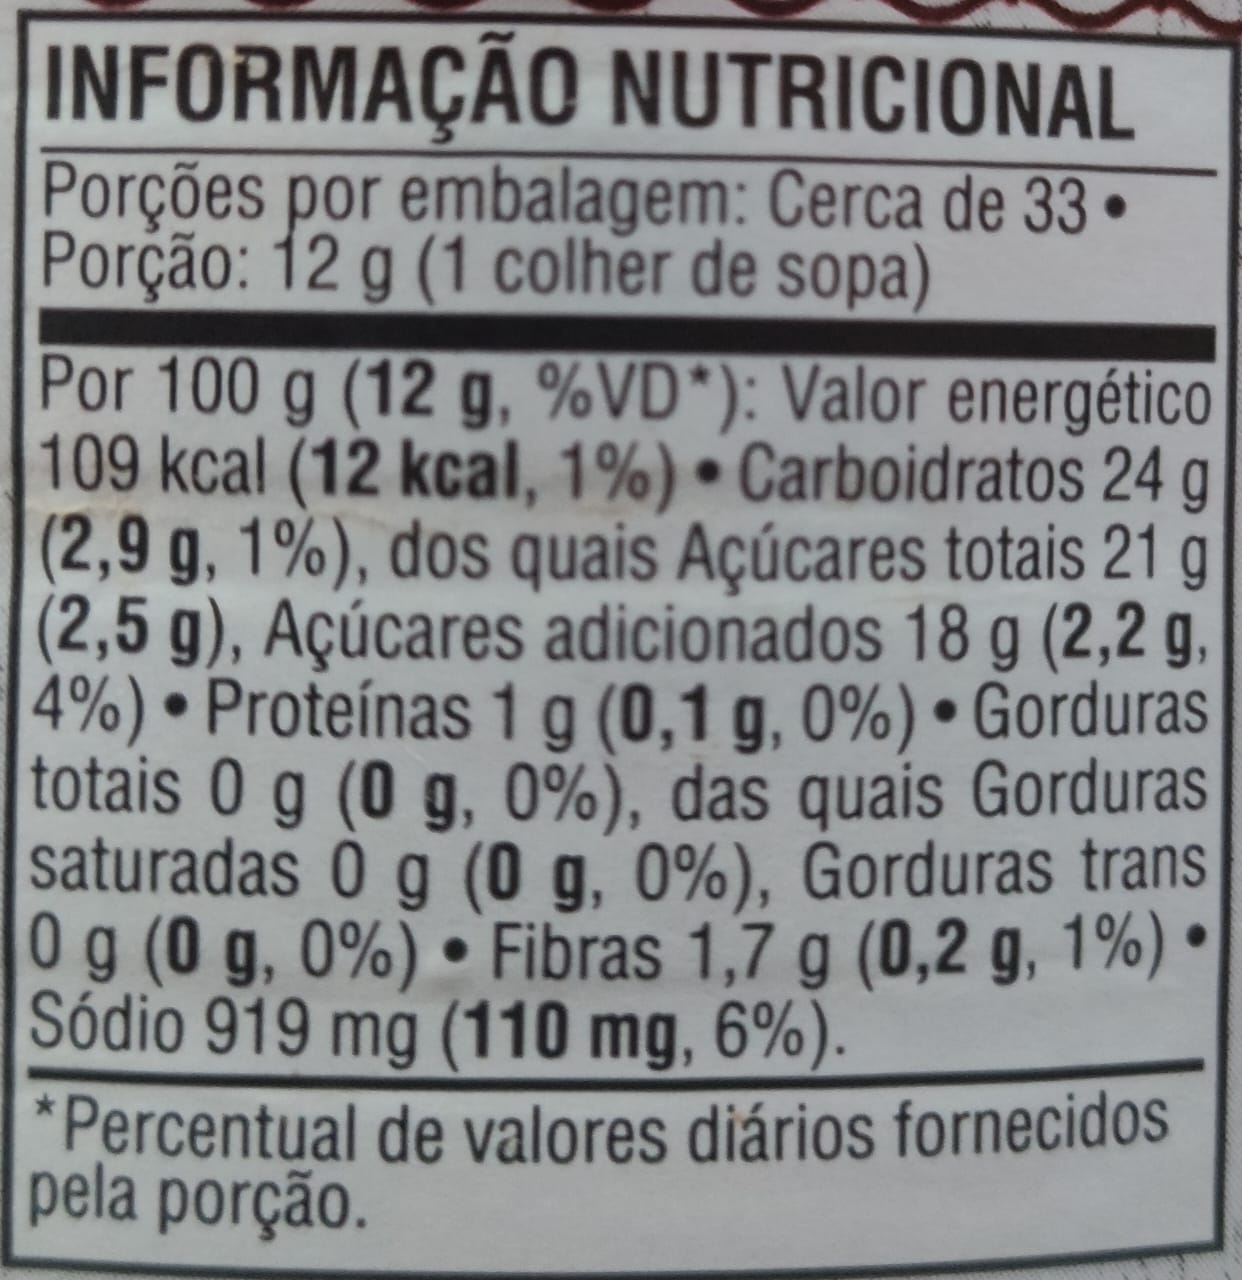 INFORMAÇÃO NUTRICIONAL
Porções por embalagem: Cerca de 33 •
Porção: 12 g (1 colher de sopa)
Por 100 g (12 g, %VD*): Valor energético
109 kcal (12 kcal, 1%) • Carboidratos 24 g
(2,9 g, 1%), dos quais Açúcares totais 21 g
(2,5 g), Açúcares adicionados 18 g (2,2 g,
4%) • Proteínas 1 g (0,1 g, 0%) • Gorduras
totais 0 g (0 g, 0%), das quais Gorduras
saturadas 0 g (0 g, 0%), Gorduras trans
0 g (0 g, 0%) • Fibras 1,7 g (0,2 g, 1%) •
Sódio 919 mg (110 mg, 6%).
*Percentual de valores diários fornecidos
pela porção.